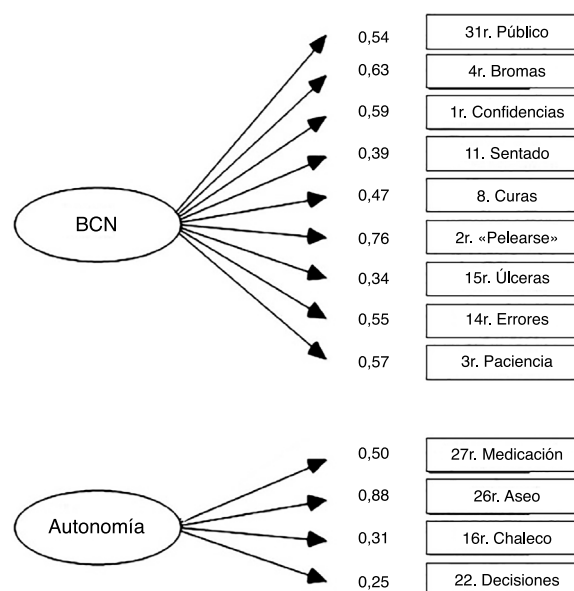 0,54 31r. Público
0,63 4r. Bromas
0,59 1r. Confidencias
0,39 11. Sentado
BCN 0,47 8. Curas
0,76 2r. «Pelearse»
0,34 15r. Úlceras
0,55 14r. Errores
0,57 3r. Paciencia
0,50 27r. Medicación
0,88 26r. Aseo
Autonomía 0,31 16r. Chaleco
0,25 22. Decisiones